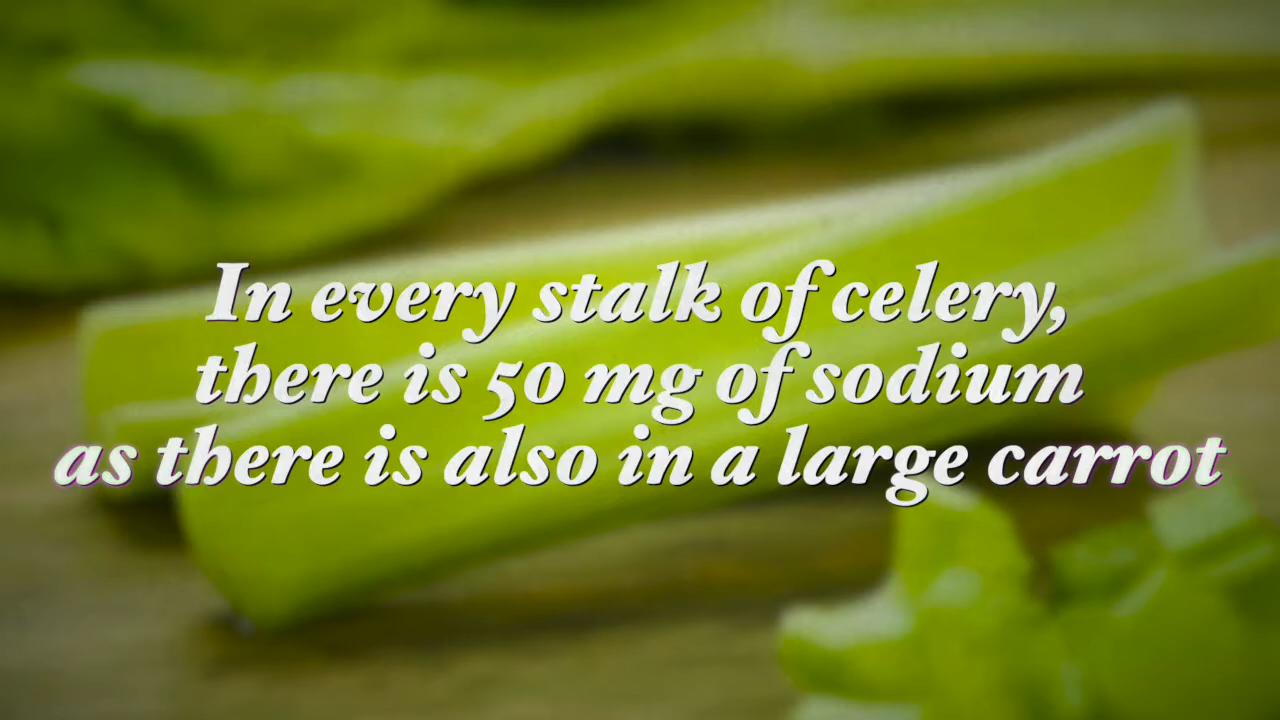 In every stalk of celery,
there is 50 mg of sodium
as there is also in a large carrot